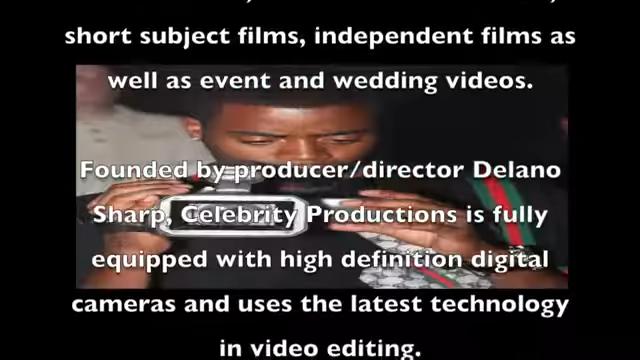 short subject films, independent films as
well as event and wedding videos.
Founded by producer/director Delano
Sharp, Celebrity Productions is fully
equipped with high definition digital
cameras and uses the latest technology
in video editing.